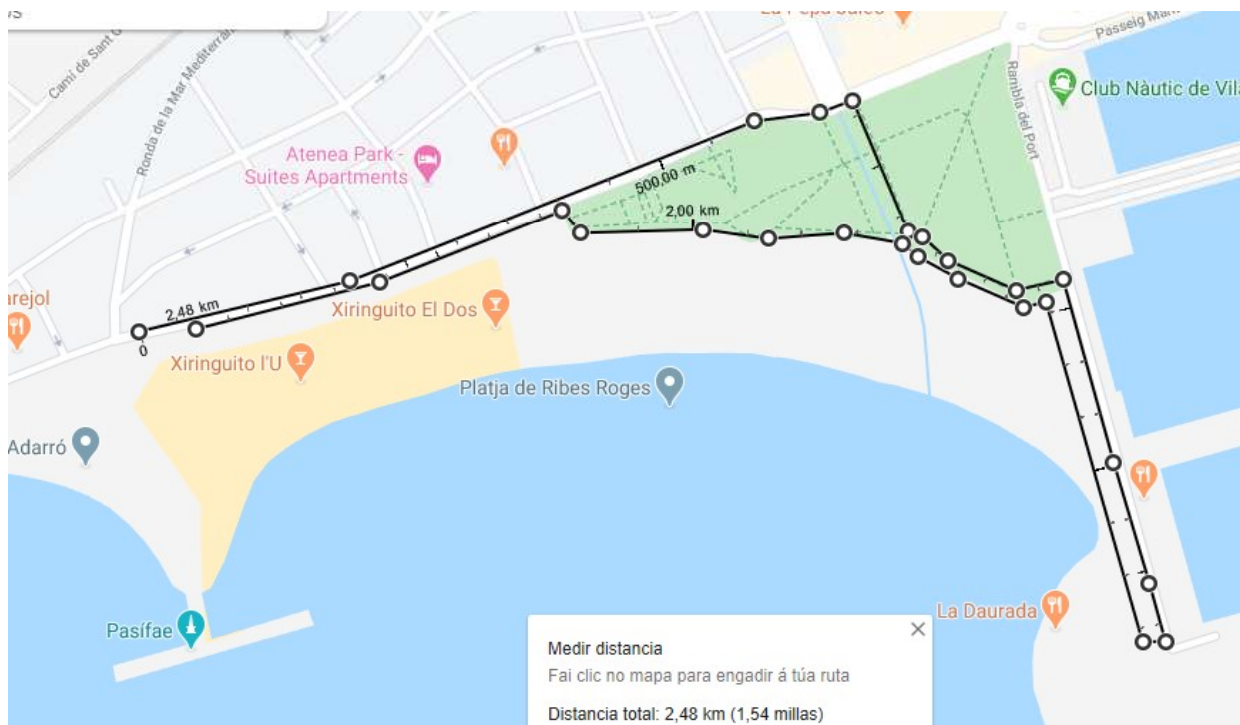 La Pepa
Passeig
Camí de Sant
Ronda de la Mar Mediterràn
Rambla del Port
Club Nàutic de Vila
Atenea Park -
Suites Apartments
500,00 m
2,00 km
2,48 km
0
Xiringuito El Dos
Xiringuito l'U
Platja de Ribes Roges
Adarró
Pasífae
La Daurada
Medir distancia
Fai clic no mapa para engadir á túa ruta
Distancia total: 2,48 km (1,54 millas)